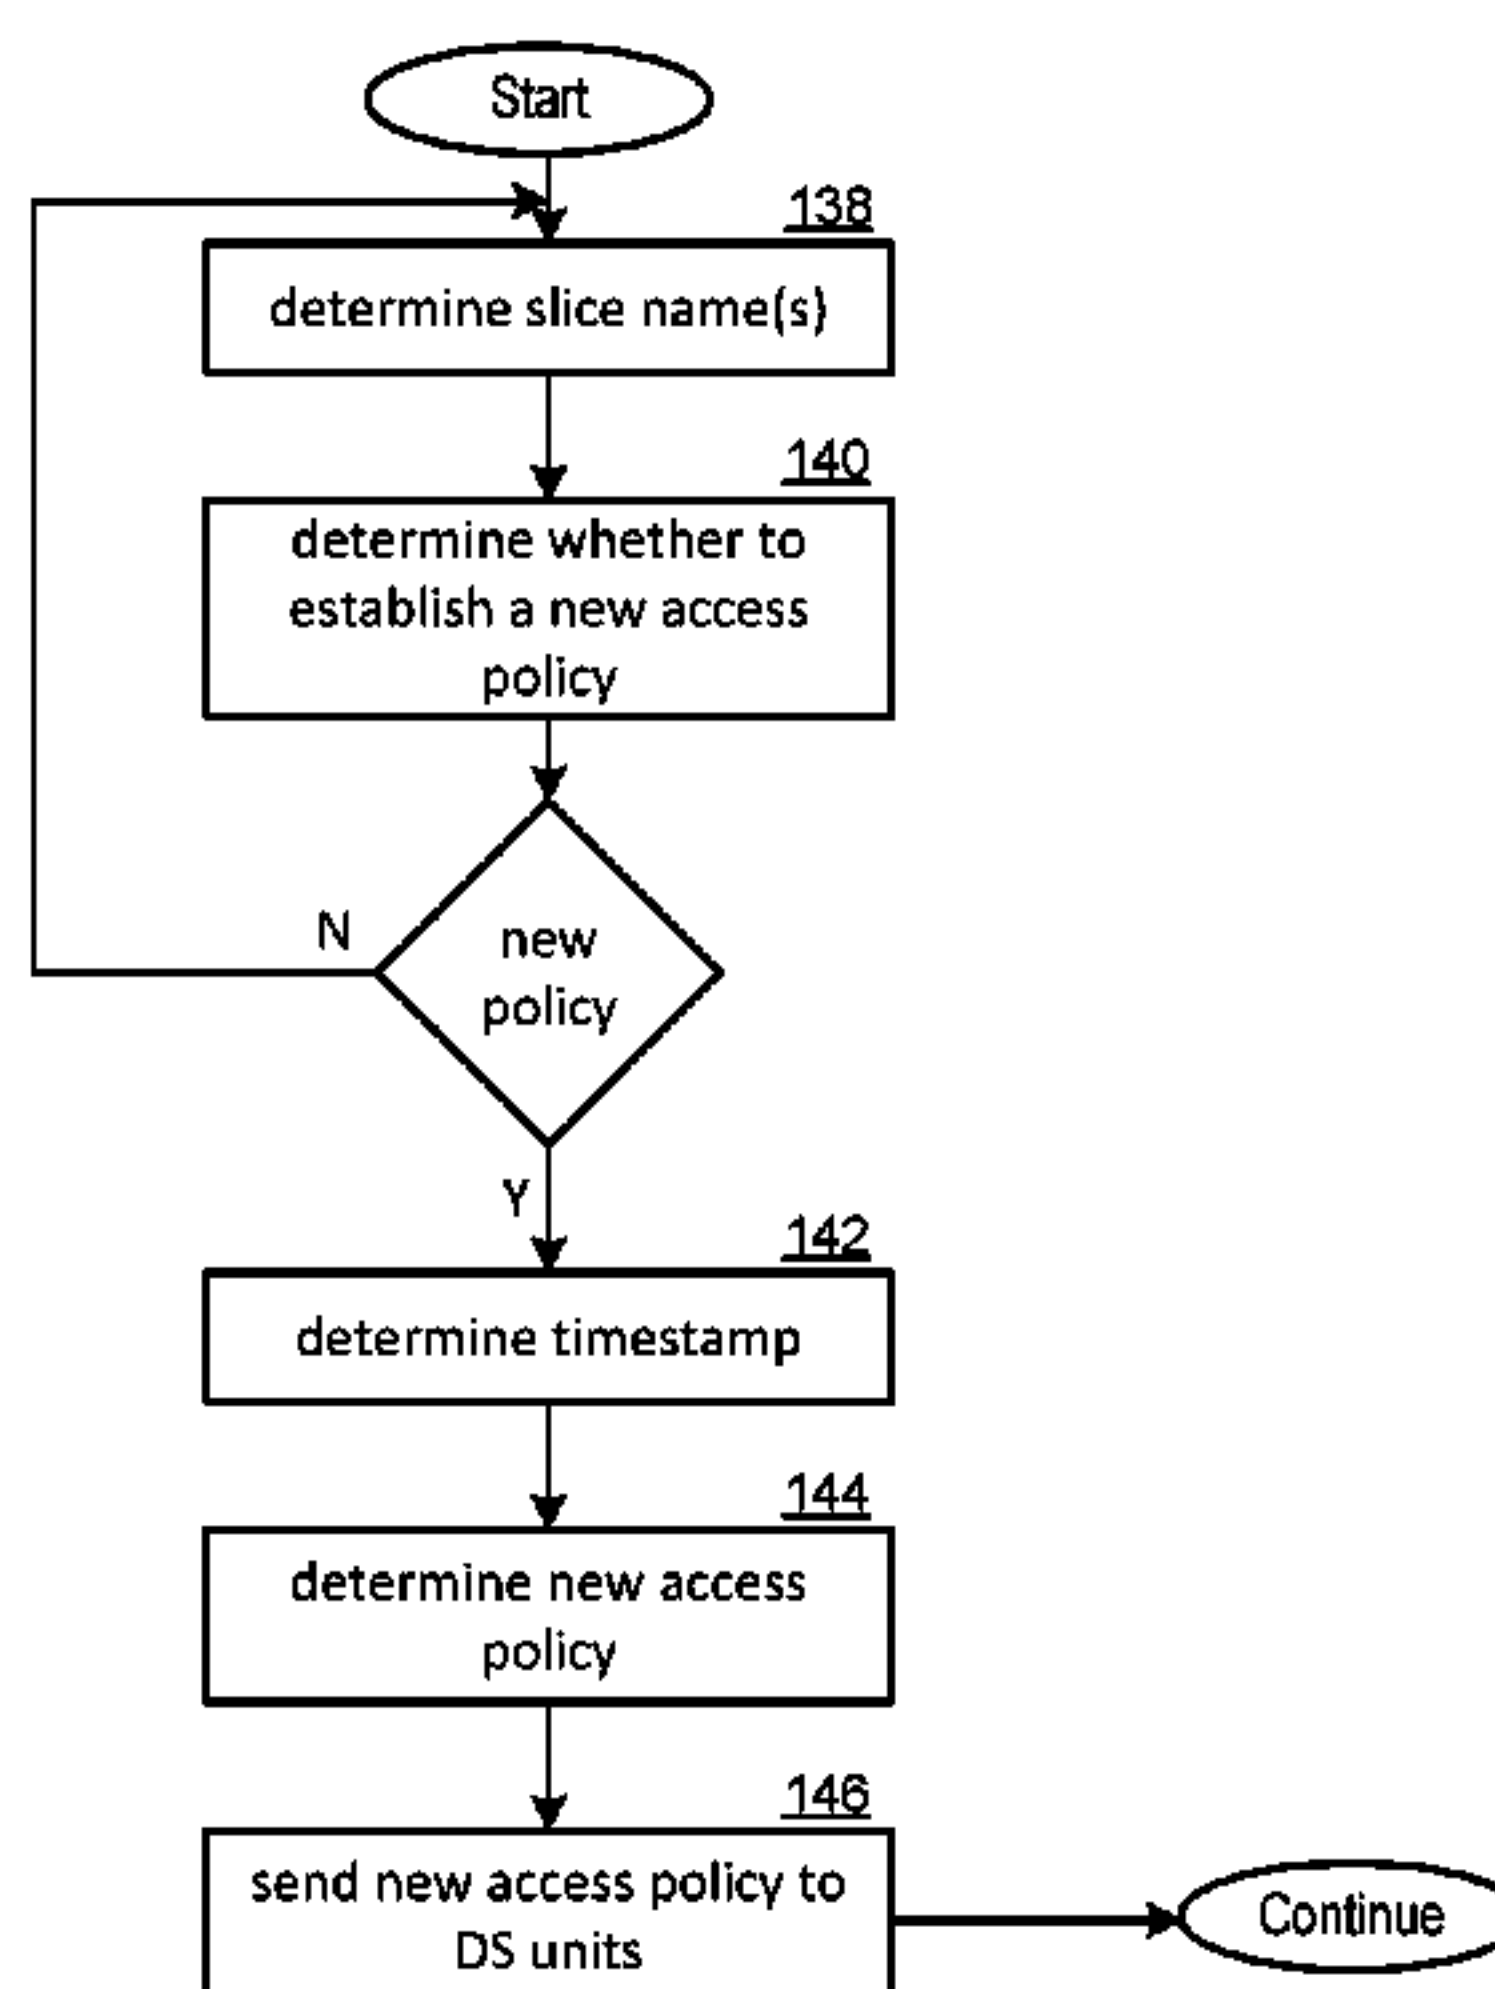 Start
138
determine slice name(s)
140
determine whether to
establish a new access
policy
N
new
policy
Y
142
determine timestamp
144
determine new access
policy
146
send new access policy to
DS units
Continue